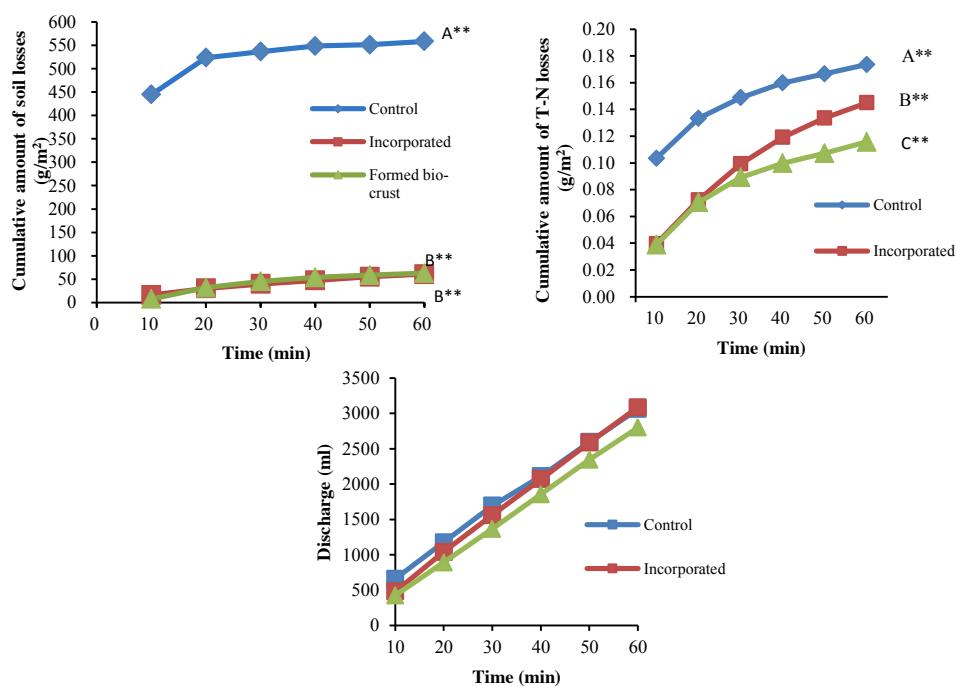 Cumulative amount of soil losses
(g/m²)
600
550
500
450
400
350
300
250
200
150
100
50
0
0
10
20
30
40
50
60
Time (min)
A**
Control
Incorporated
Formed bio-
crust
B**
B**
Cumulative amount of T-N losses
(g/m²)
0.20
0.18
0.16
0.14
0.12
0.10
0.08
0.06
0.04
0.02
0.00
10
20
30
40
50
60
Time (min)
A**
B**
C**
Control
Incorporated
Discharge (ml)
3500
3000
2500
2000
1500
1000
500
0
10
20
30
40
50
60
Time (min)
Control
Incorporated